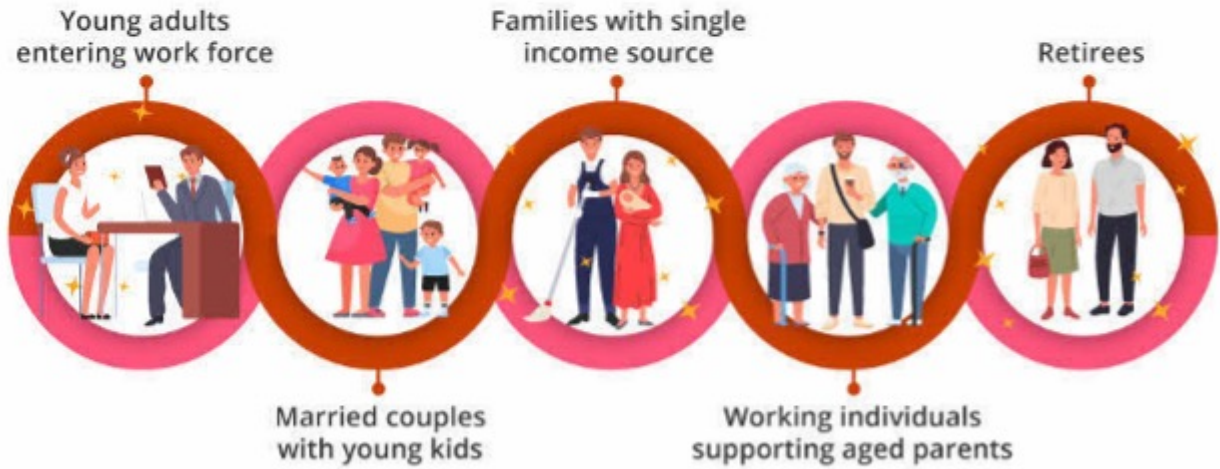 Young adults
entering work force
Families with single
income source
Retirees
Married couples
with young kids
Working individuals
supporting aged parents